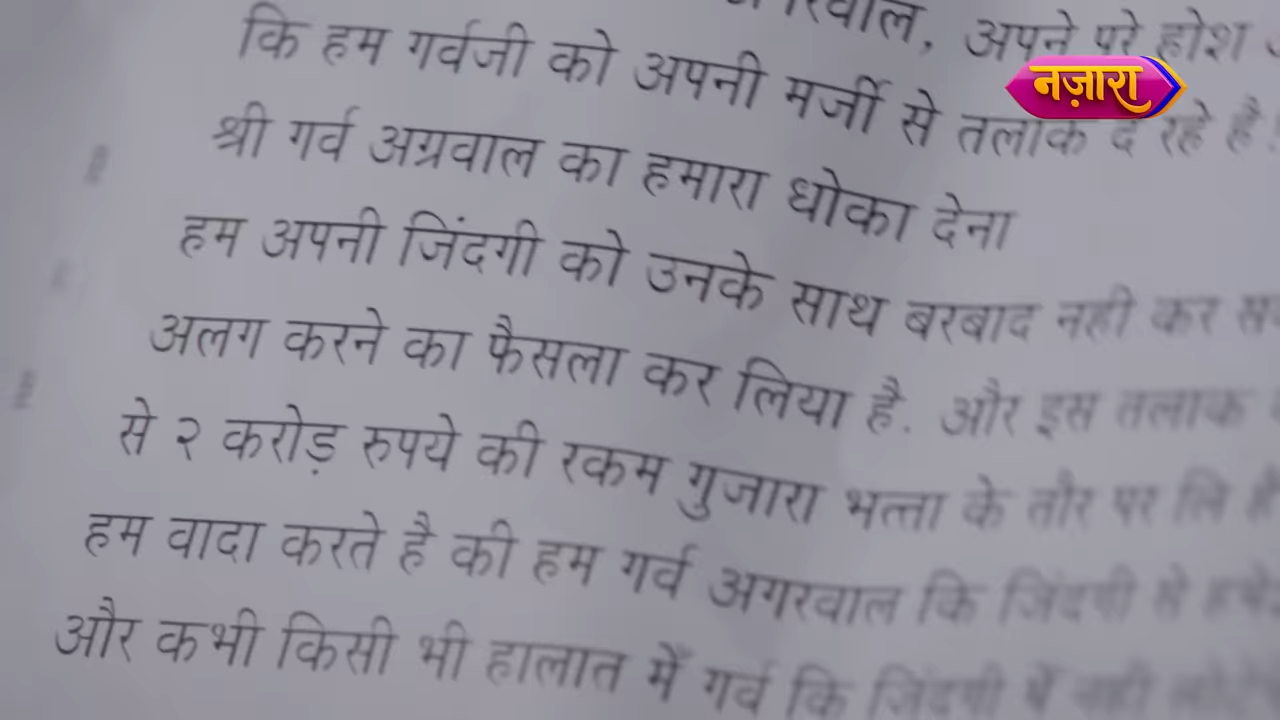 अपने पुरे होश
नज़ारा
कि हम गर्वजी को अपनी मर्जी से तलाक दे रहे है
श्री गर्व अग्रवाल का हमारा धोका देना
हम अपनी जिंदगी को उनके साथ बरबाद नही कर
अलग करने का फैसला कर लिया है. और इस तलाक
से २ करोड़ रुपये की रकम गुजारा भत्ता के तौर पर लि है
हम वादा करते है की हम गर्व अगरवाल कि जिंदगी से
और कभी किसी भी हालात में गर्व कि जिंदगी में नही